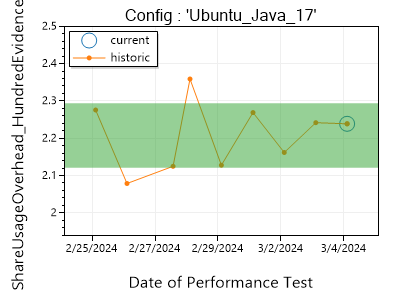 Config : 'Ubuntu_Java_17'
ShareUsageOverhead_HundredEvidence
2.5
2.4
2.3
2.2
2.1
2
current
historic
2/25/2024
2/27/2024
2/29/2024
3/2/2024
3/4/2024
Date of Performance Test